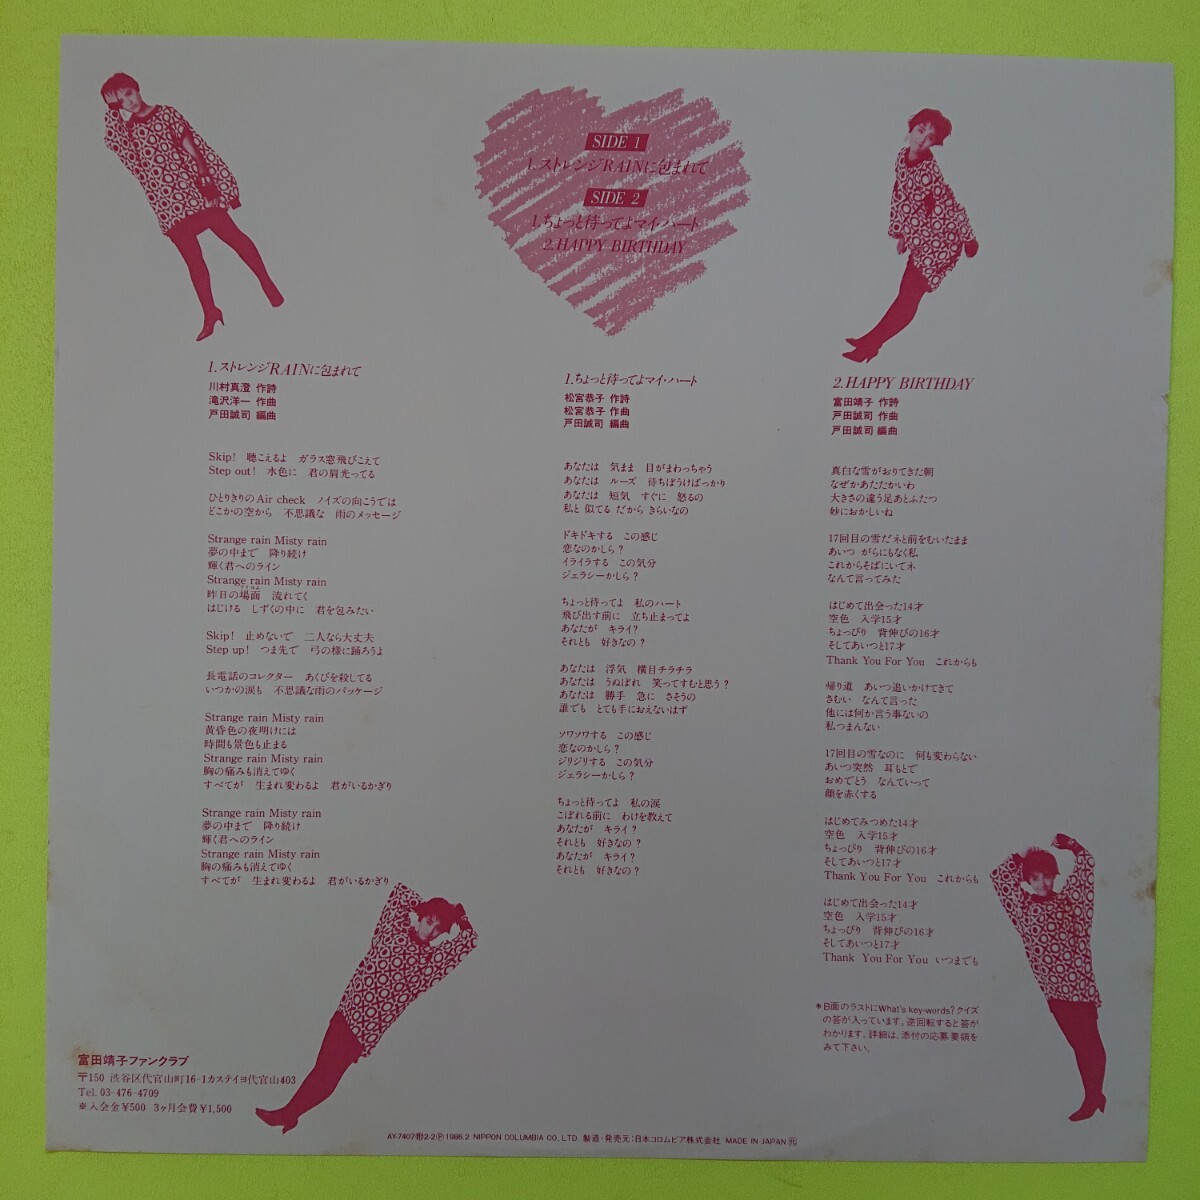 SIDE 1
1.ストレンジRAINに包まれて
SIDE 2
1.ちょっと待ってよマイ・ハート
2.HAPPY BIRTHDAY
1.ストレンジRAINに包まれて
川村真澄 作詩
滝沢洋一 作曲
戸田誠司 編曲
Skip! 聴こえるよ ガラス窓飛びこえて
Step out! 水色に 君の肩光ってる
ひとりきりのAir check ノイズの向こうでは
どこかの空から 不思議な 雨のメッセージ
Strange rain Misty rain
夢の中まで 降り続け
輝く君へのライン
Strange rain Misty rain
昨日の場面 流れてく
はじける しずくの中に 君を包みたい
Skip! 止めないで 二人なら大丈夫
Step up! つま先で 弓の様に踊ろうよ
長電話のコレクター あくびを殺してる
いつかの涙も 不思議な雨のパッケージ
Strange rain Misty rain
黄昏色の夜明けには
時間も景色も止まる
Strange rain Misty rain
胸の痛みも消えてゆく
すべてが 生まれ変わるよ 君がいるかぎり
Strange rain Misty rain
夢の中まで 降り続け
輝く君へのライン
Strange rain Misty rain
胸の痛みも消えてゆく
すべてが 生まれ変わるよ 君がいるかぎり
1.ちょっと待ってよマイ・ハート
松宮恭子 作詩
松宮恭子 作曲
戸田誠司 編曲
あなたは 気まま 目がまわっちゃう
あなたは ルーズ 待ちぼうけばっかり
あなたは 短気 すぐに 怒るの
私と 似てる だから きらいなの
ドキドキする この感じ
恋なのかしら?
イライラする この気分
ジェラシーかしら?
ちょっと待ってよ 私のハート
飛び出す前に 立ち止まってよ
あなたが キライ?
それとも 好きなの?
あなたは 浮気 横目チラチラ
あなたは うぬぼれ 笑ってすむと思う?
あなたは 勝手 急に さそうの
誰でも とても手におえないはず
ソワソワする この感じ
恋なのかしら?
ジリジリする この気分
ジェラシーかしら?
ちょっと待ってよ 私の涙
こぼれる前に わけを教えて
あなたが キライ?
それとも 好きなの?
あなたが キライ?
それとも 好きなの?
2.HAPPY BIRTHDAY
富田靖子 作詩
戸田誠司 作曲
戸田誠司 編曲
真白な雪がおりてきた朝
なぜかあたたかいわ
大きさの違う足あとふたつ
妙におかしいね
17回目の雪だネと前をむいたまま
あいつ がらにもなく私
これからそばにいてネ
なんて言ってみた
はじめて出会った14才
空色 入学15才
ちょっぴり 背伸びの16才
そしてあいつと17才
Thank You For You これからも
帰り道 あいつ追いかけてきて
さむい なんて言った
他には何か言う事ないの
私つまんない
17回目の雪なのに 何も変わらない
あいつ突然 耳もとで
おめでとう なんていって
顔を赤くする
はじめてみつめた14才
空色 入学15才
ちょっぴり 背伸びの16才
そしてあいつと17才
Thank You For You これからも
はじめて出会った14才
空色 入学15才
ちょっぴり 背伸びの16才
そしてあいつと17才
Thank You For You いつまでも
*B面のラストにWhat's key-words?クイズ
の答が入っています。逆回転すると答が
わかります。詳細は、添付の応募要領を
みて下さい。
富田靖子ファンクラブ
〒150 渋谷区代官山町16-1カステイヨ代官山403
Tel. 03-476-4709
※入会金¥500 3ヶ月会費¥1,500
1986.2 NIPPON COLUMBIA CO., LTD. 製造・発売元:日本コロムビア株式会社 MADE IN JAPAN